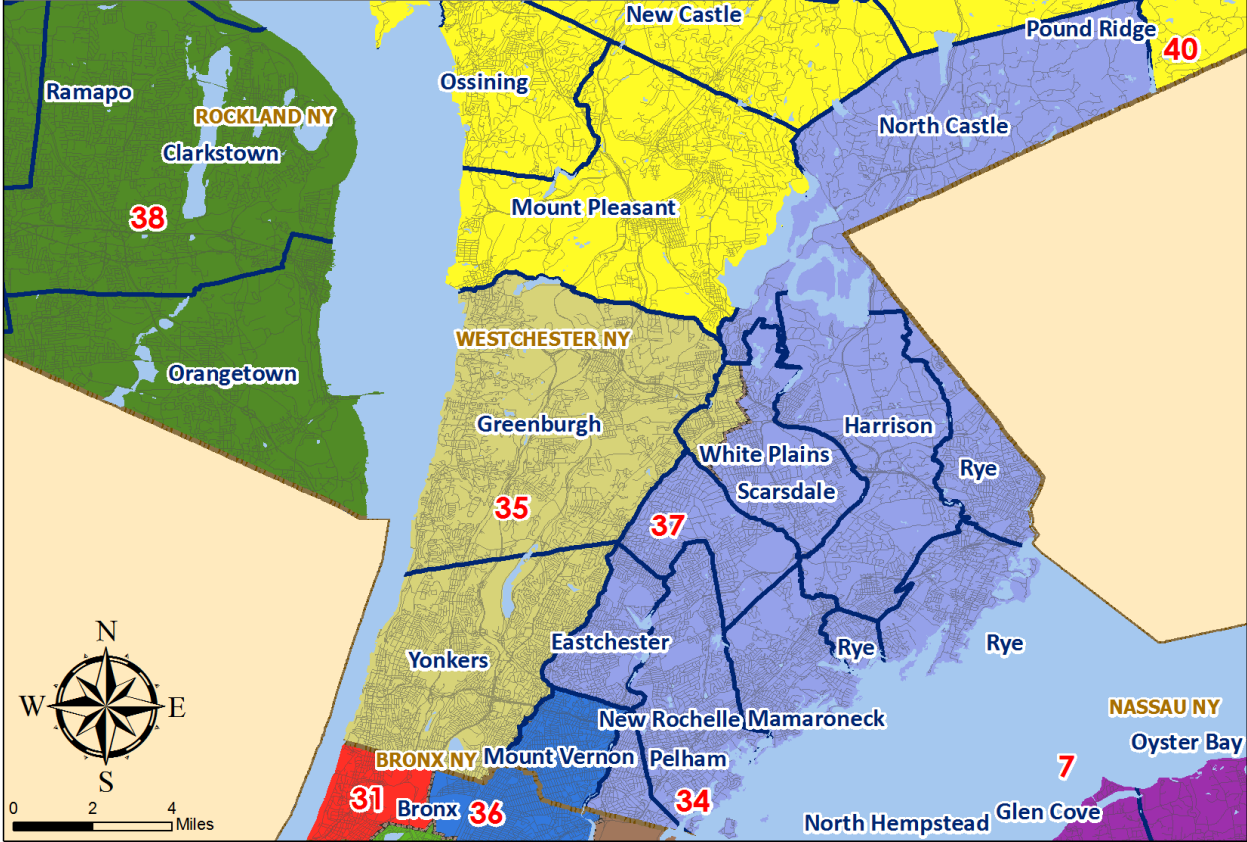 New Castle
Pound Ridge
40
Ossining
Ramapo
ROCKLAND NY
North Castle
Clarkstown
Mount Pleasant
38
WESTCHESTER NY
Orangetown
Greenburgh
Harrison
White Plains
Rye
Scarsdale
35
37
Eastchester
Rye
Rye
Yonkers
N
W
E
S
NASSAU NY
New Rochelle
Mamaroneck
Oyster Bay
BRONX NY
Mount Vernon
Pelham
7
31
Bronx
36
34
Glen Cove
North Hempstead
0 2 4
Miles